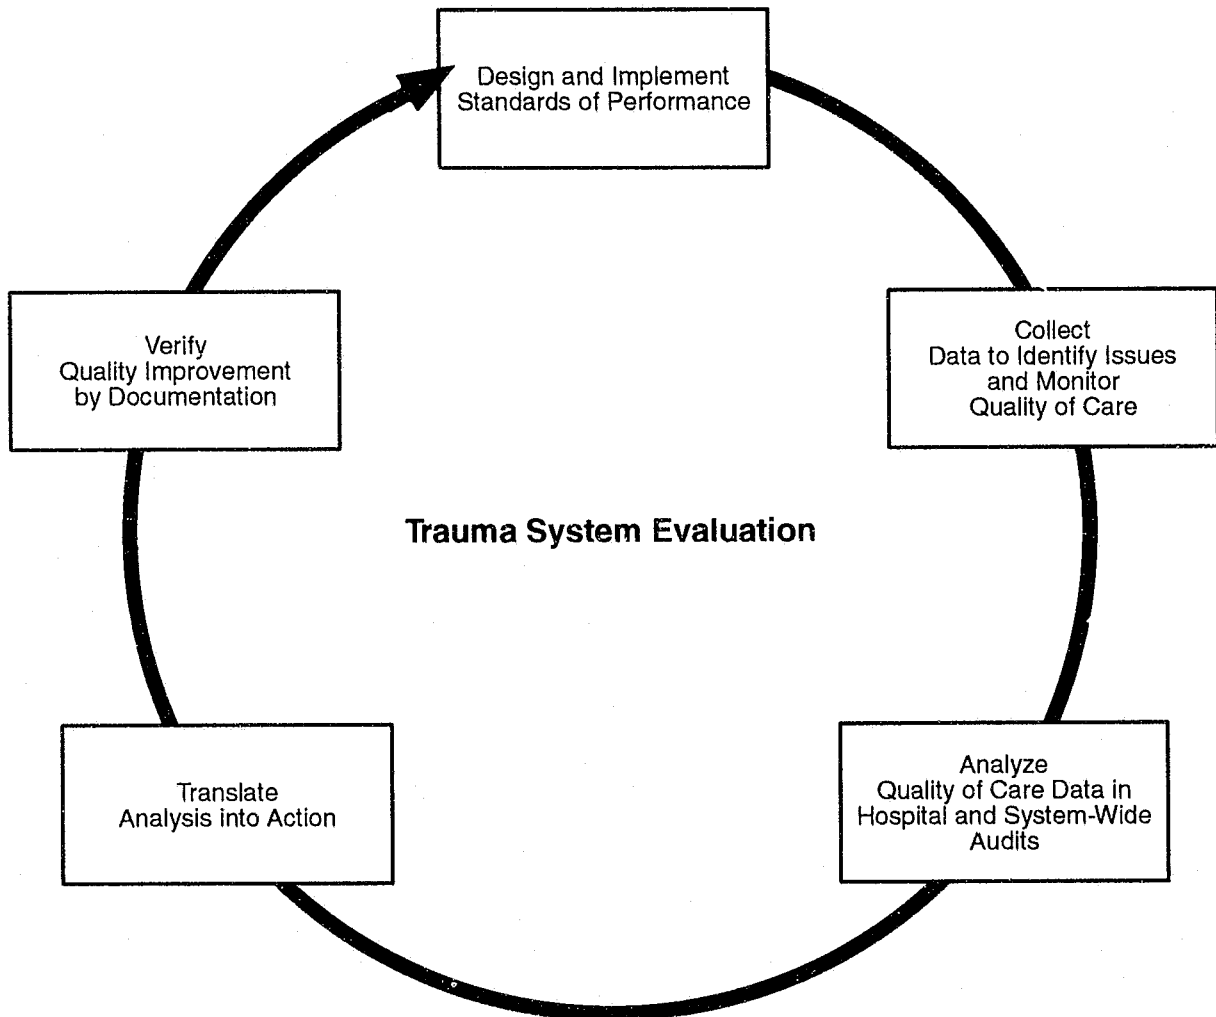 Design and Implement
Standards of Performance
Collect
Data to Identify Issues
and Monitor
Quality of Care
Analyze
Quality of Care Data in
Hospital and System-Wide
Audits
Translate
Analysis into Action
Verify
Quality Improvement
by Documentation
Trauma System Evaluation